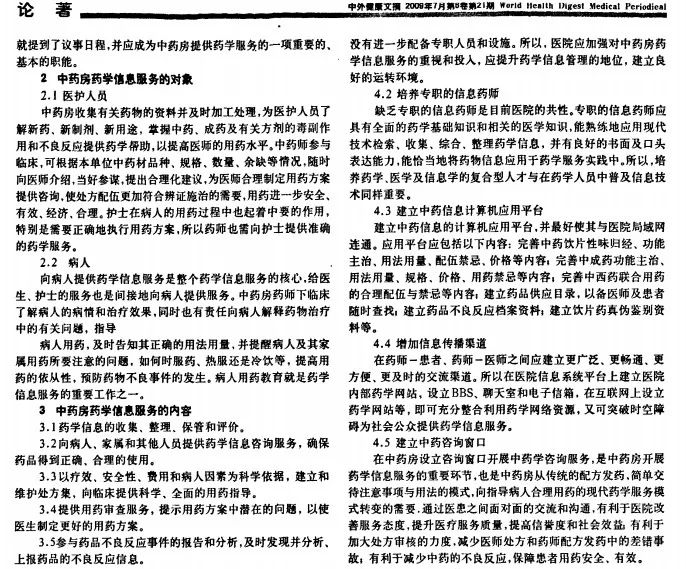 论 著
中外健康文摘 2009年7月第6卷第21期 World Health Digest Medical Periodical
就提到了议事日程,并应成为中药房提供药学服务的一项重要的、
基本的职能。
2 中药房药学信息服务的对象
2.1 医护人员
中药房收集有关药物的资料并及时加工处理,为医护人员了
解新药、新制剂、新用途,掌握中药、成药及有关方剂的毒副作
用和不良反应提供药学帮助,以提高医师的用药水平。中药师参与
临床,可根据本单位中药材品种、规格、数量、余缺等情况,随时
向医师介绍,当好参谋,提出合理化建议,为医师合理制定用药方案
提供咨询,使处方配伍更加符合辨证施治的需要,用药进一步安全、
有效、经济、合理。护士在病人的用药过程中也起着中要的作用,
特别是需要正确地执行用药方案,所以药师也需向护士提供准确
的药学服务。
2.2 病人
向病人提供药学信息服务是整个药学信息服务的核心,给医
生、护士的服务也是间接地向病人提供服务。中药房药师下临床
了解病人的病情和治疗效果,同时也有责任向病人解释药物治疗
中的有关问题,指导
病人用药,及时告知其正确的用法用量,并提醒病人及其家
属用药所要注意的问题,如何时服药、热服还是冷饮等,提高用
药的依从性,预防药物不良事件的发生。病人用药教育就是药学
信息服务的重要工作之一。
3 中药房药学信息服务的内容
3.1药学信息的收集、整理、保管和评价。
3.2向病人、家属和其他人员提供药学信息咨询服务,确保
药品得到正确、合理的使用。
3.3以疗效、安全性、费用和病人因素为科学依据,建立和
维护处方集,向临床提供科学、全面的用药指导。
3.4提供用药审查服务,提示用药方案中潜在的问题,以使
医生制定更好的用药方案。
3.5参与药品不良反应事件的报告和分析,及时发现并分析、
上报药品的不良反应信息。
没有进一步配备专职人员和设施。所以,医院应加强对中药房药
学信息服务的重视和投入,应提升药学信息管理的地位,建立良
好的运转环境。
4.2 培养专职的信息药师
缺乏专职的信息药师是目前医院的共性。专职的信息药师应
具有全面的药学基础知识和相关的医学知识,能熟练地应用现代
技术检索、收集、综合、整理药学信息,并有良好的书面及口头
表达能力,能恰当地将药物信息应用于药学服务实践中。所以,培
养药学、医学及信息学的复合型人才与在药学人员中普及信息技
术同样重要。
4.3 建立中药信息计算机应用平台
建立中药信息的计算机应用平台,并最好使其与医院局域网
连通。应用平台应包括以下内容:完善中药饮片性味归经、功能
主治、用法用量、配伍禁忌、价格等内容;完善中成药功能主治、
用法用量、规格、价格、用药禁忌等内容;完善中西药联合用药
的合理配伍与禁忌等内容;建立药品供应目录,以备医师及患者
随时查找;建立药品不良反应档案资料;建立饮片药真伪鉴别资
料等。
4.4 增加信息传播渠道
在药师－患者、药师－医师之间应建立更广泛、更畅通、更
方便、更及时的交流渠道。所以在医院信息系统平台上建立医院
内部药学网站,设立BBS、聊天室和电子信箱,在互联网上设立
药学网站等,即可充分整合利用药学网络资源,又可突破时空障
碍为社会公众提供药学信息服务。
4.5 建立中药咨询窗口
在中药房设立咨询窗口开展中药学咨询服务,是中药房开展
药学信息服务的重要环节,也是中药房从传统的配方发药,简单交
待注意事项与用法的模式,向指导病人合理用药的现代药学服务模
式转变的需要,通过医患之间面对面的交流和沟通,有利于医院改
善服务态度,提升医疗服务质量,提高信誉度和社会效益;有利于
加大处方审核的力度,减少医师处方和药师配方发药中的差错事
故;有利于减少中药的不良反应,保障患者用药安全、有效。